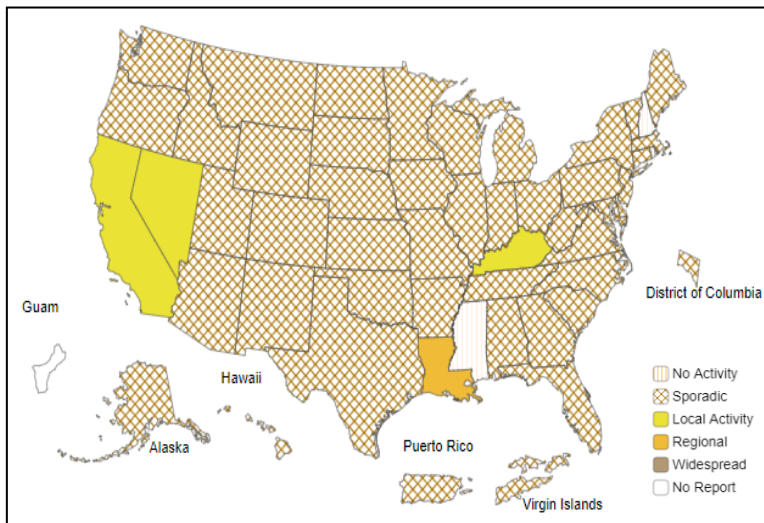 Guam
District of Columbia
Hawaii
Alaska
Puerto Rico
Virgin Islands
No Activity
Sporadic
Local Activity
Regional
Widespread
No Report